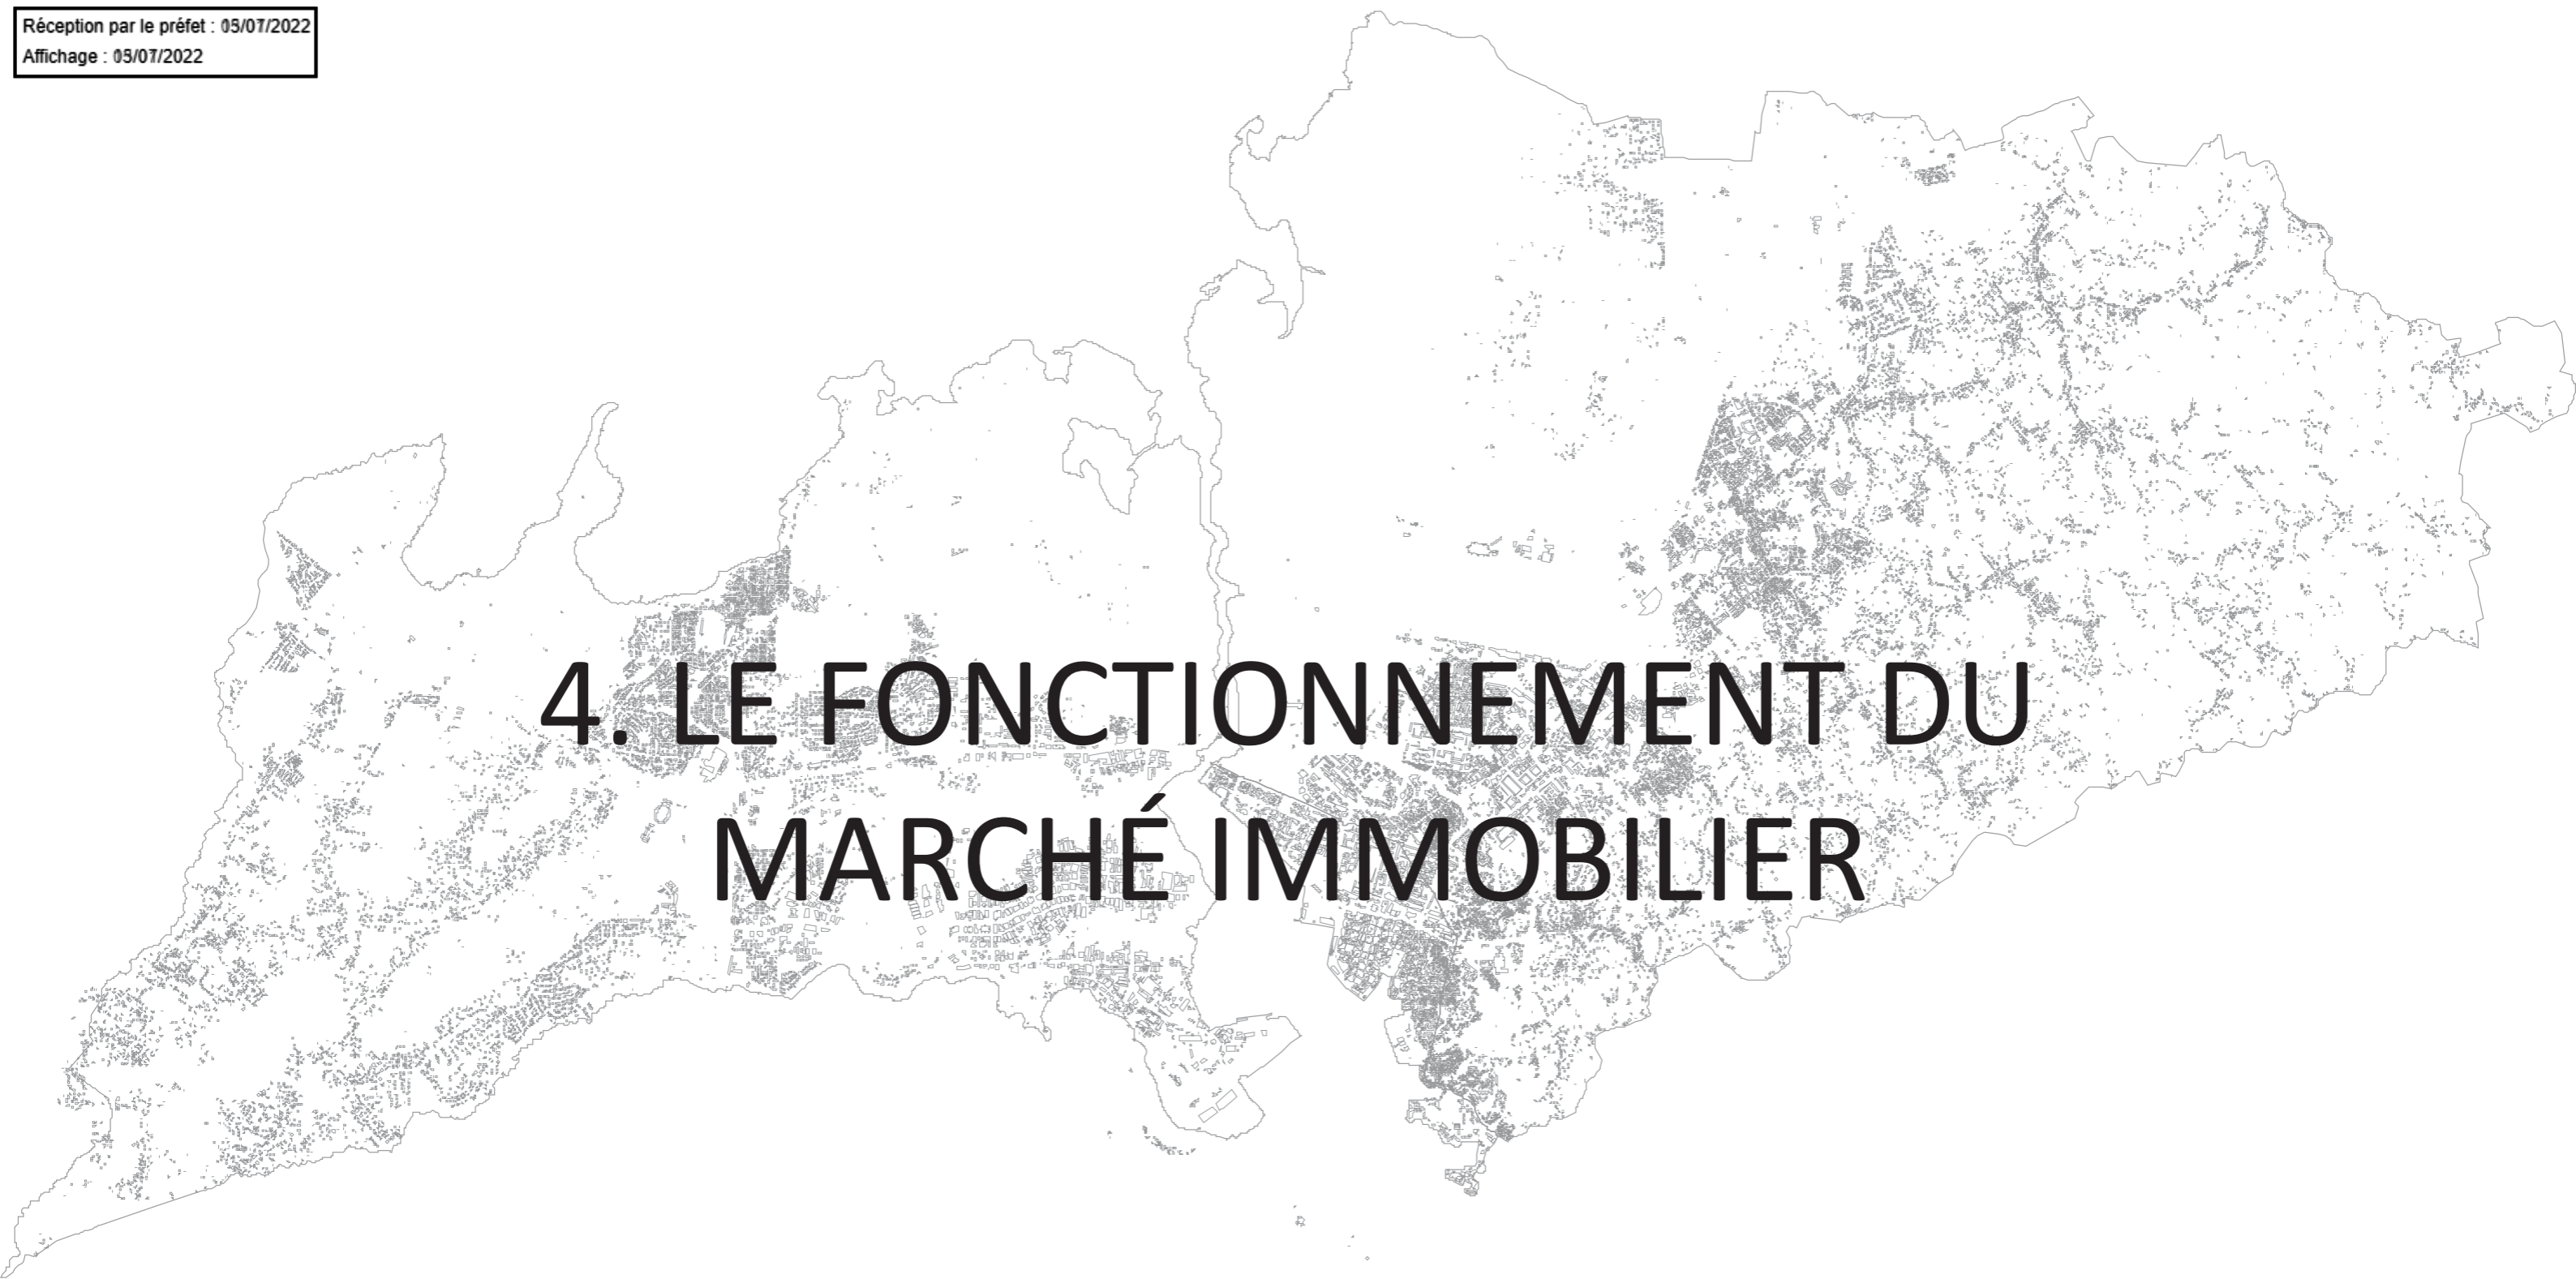 Réception par le préfet : 05/07/2022
Affichage : 05/07/2022
4. LE FONCTIONNEMENT DU
MARCHÉ IMMOBILIER